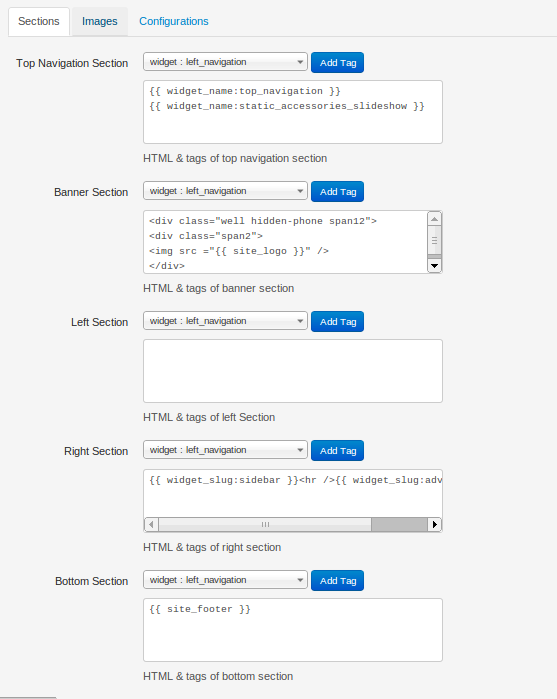 Sections Images Configurations
Top Navigation Section widget : left_navigation Add Tag
{{ widget_name:top_navigation }}
{{ widget_name:static_accessories_slideshow }}
HTML & tags of top navigation section
Banner Section widget : left_navigation Add Tag
<div class="well hidden-phone span12">
<div class="span2">
<img src ="{{ site_logo }}" />
</div>
HTML & tags of banner section
Left Section widget : left_navigation Add Tag
HTML & tags of left Section
Right Section widget : left_navigation Add Tag
{{ widget_slug:sidebar }}<hr />{{ widget_slug:adv
HTML & tags of right section
Bottom Section widget : left_navigation Add Tag
{{ site_footer }}
HTML & tags of bottom section